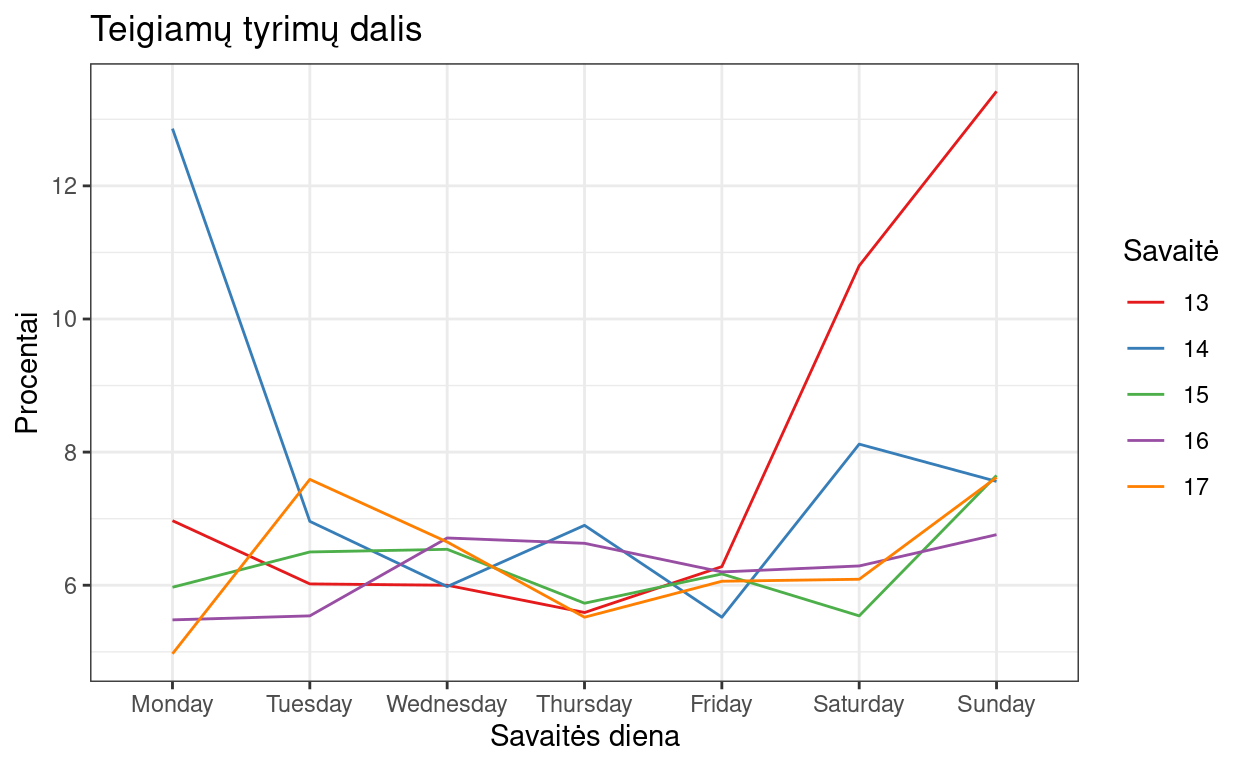 Teigiamų tyrimų dalis
Procentai
12
10
8
6
Monday Tuesday Wednesday Thursday Friday Saturday Sunday
Savaitės diena
Savaitė
13
14
15
16
17